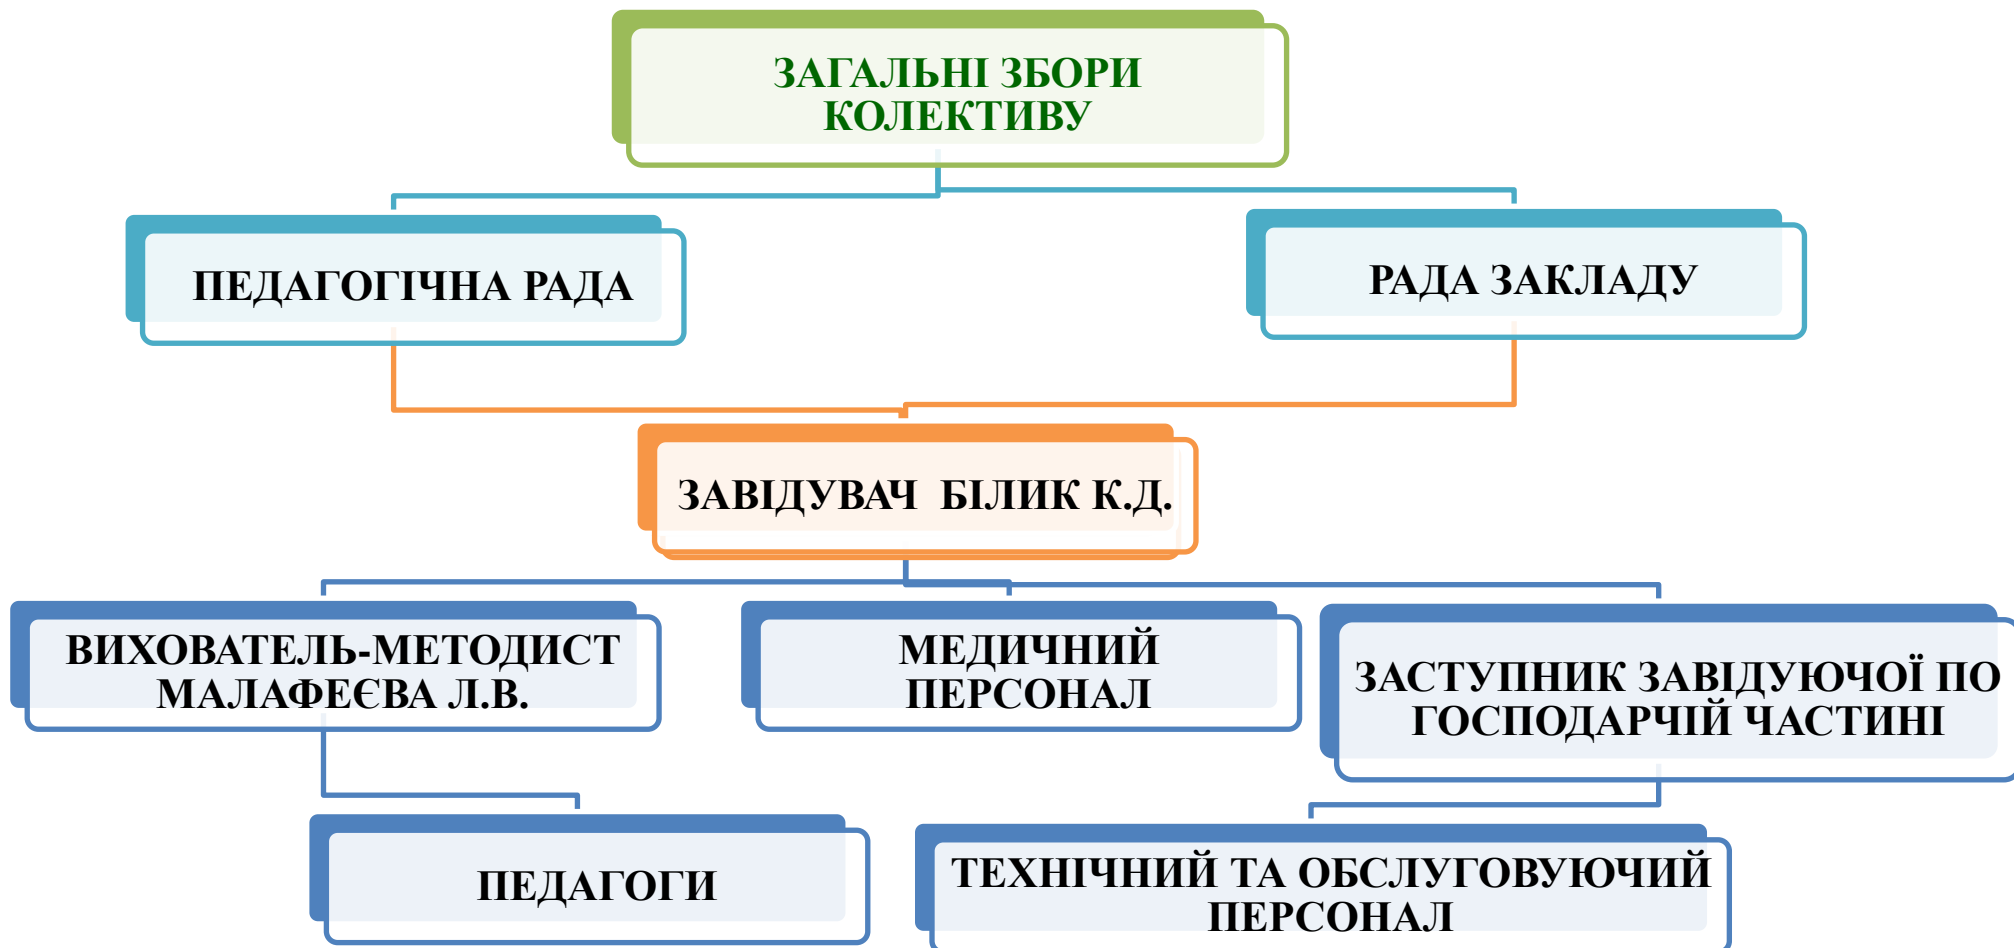 ЗАГАЛЬНІ ЗБОРИ
КОЛЕКТИВУ
ПЕДАГОГІЧНА РАДА
РАДА ЗАКЛАДУ
ЗАВІДУВАЧ БІЛИК К.Д.
ВИХОВАТЕЛЬ-МЕТОДИСТ
МАЛАФЕЄВА Л.В.
МЕДИЧНИЙ
ПЕРСОНАЛ
ЗАСТУПНИК ЗАВІДУЮЧОЇ ПО
ГОСПОДАРЧІЙ ЧАСТИНІ
ПЕДАГОГИ
ТЕХНІЧНИЙ ТА ОБСЛУГОВУЮЧИЙ
ПЕРСОНАЛ